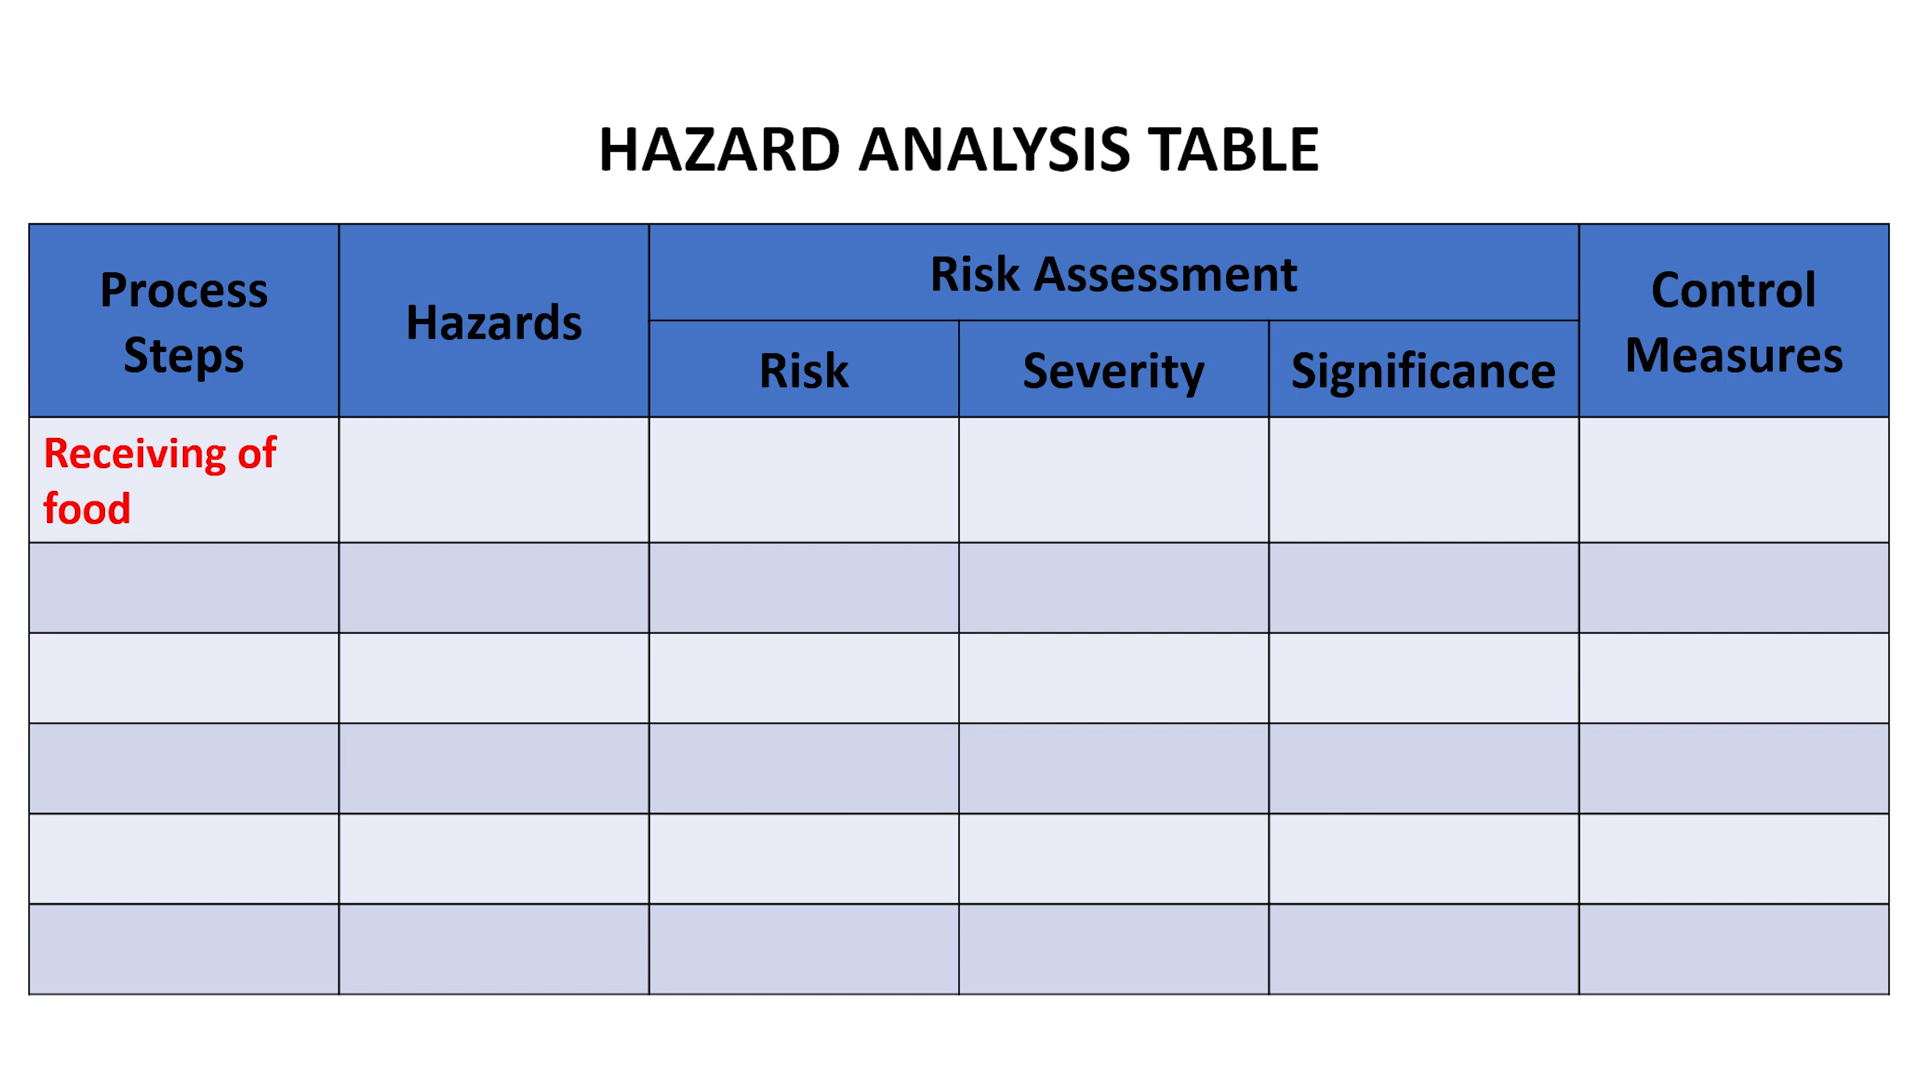 HAZARD ANALYSIS TABLE
Process
Steps
Hazards
Risk Assessment
Risk
Severity
Significance
Control
Measures
Receiving of
food